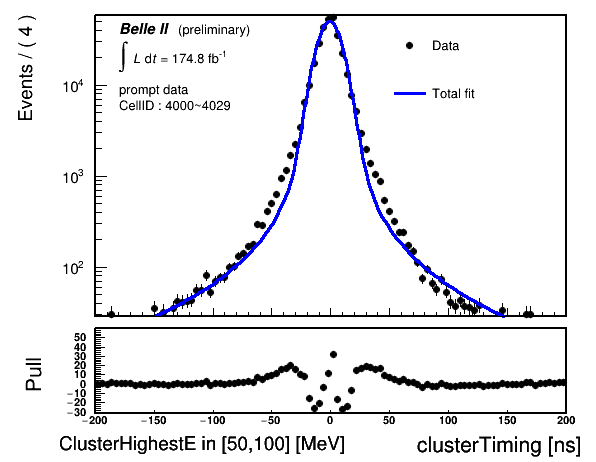 Belle II (preliminary)
∫ L dt = 174.8 fb⁻¹
prompt data
CellID : 4000~4029
Data
Total fit
Events / ( 4 )
10⁴
10³
10²
Pull
50
40
30
20
10
0
−10
−20
−30
−200 −150 −100 −50 0 50 100 150 200
ClusterHighestE in [50,100] [MeV] clusterTiming [ns]